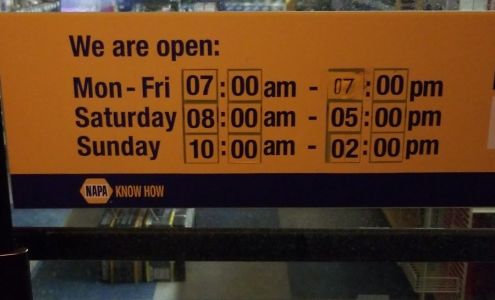 We are open:
Mon - Fri 07:00 am - 07:00 pm
Saturday 08:00 am - 05:00 pm
Sunday 10:00 am - 02:00 pm
NAPA KNOW HOW